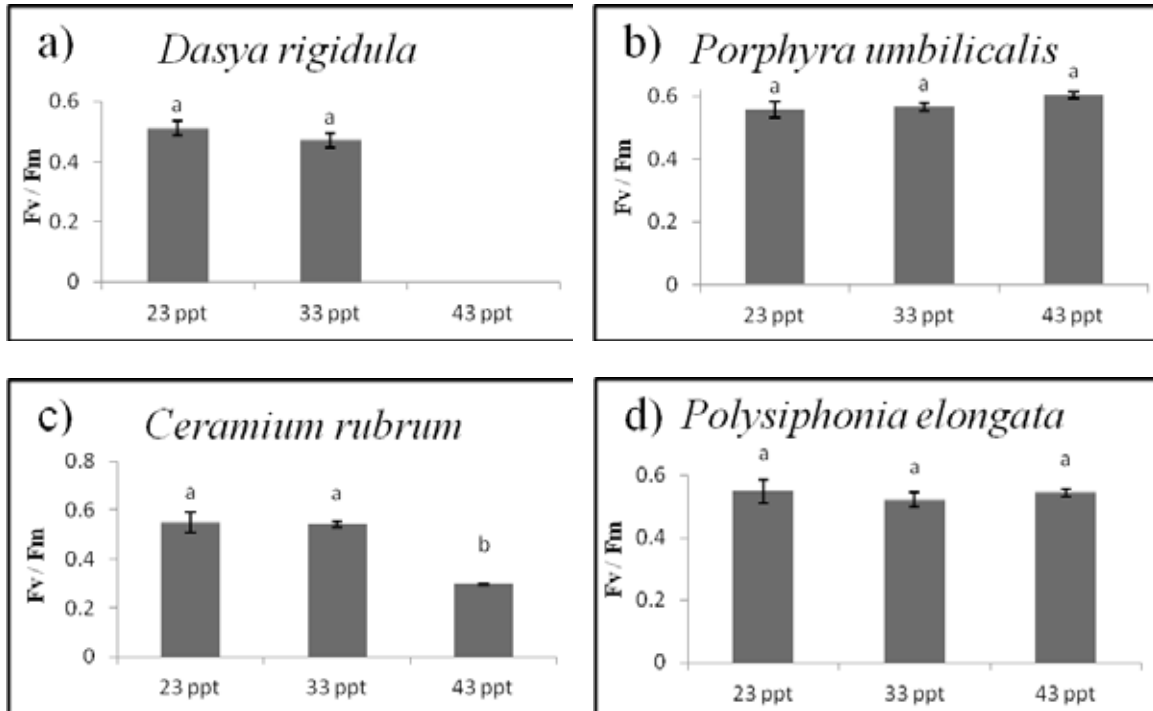 a) Dasya rigidula
a
a
0.6
0.4
0.2
0
Fv / Fm
23 ppt
33 ppt
43 ppt
b) Porphyra umbilicalis
a
a
a
0.6
0.4
0.2
0
Fv / Fm
23 ppt
33 ppt
43 ppt
c) Ceramium rubrum
a
a
b
0.8
0.6
0.4
0.2
0
Fv / Fm
23 ppt
33 ppt
43 ppt
d) Polysiphonia elongata
a
a
a
0.6
0.4
0.2
0
Fv / Fm
23 ppt
33 ppt
43 ppt